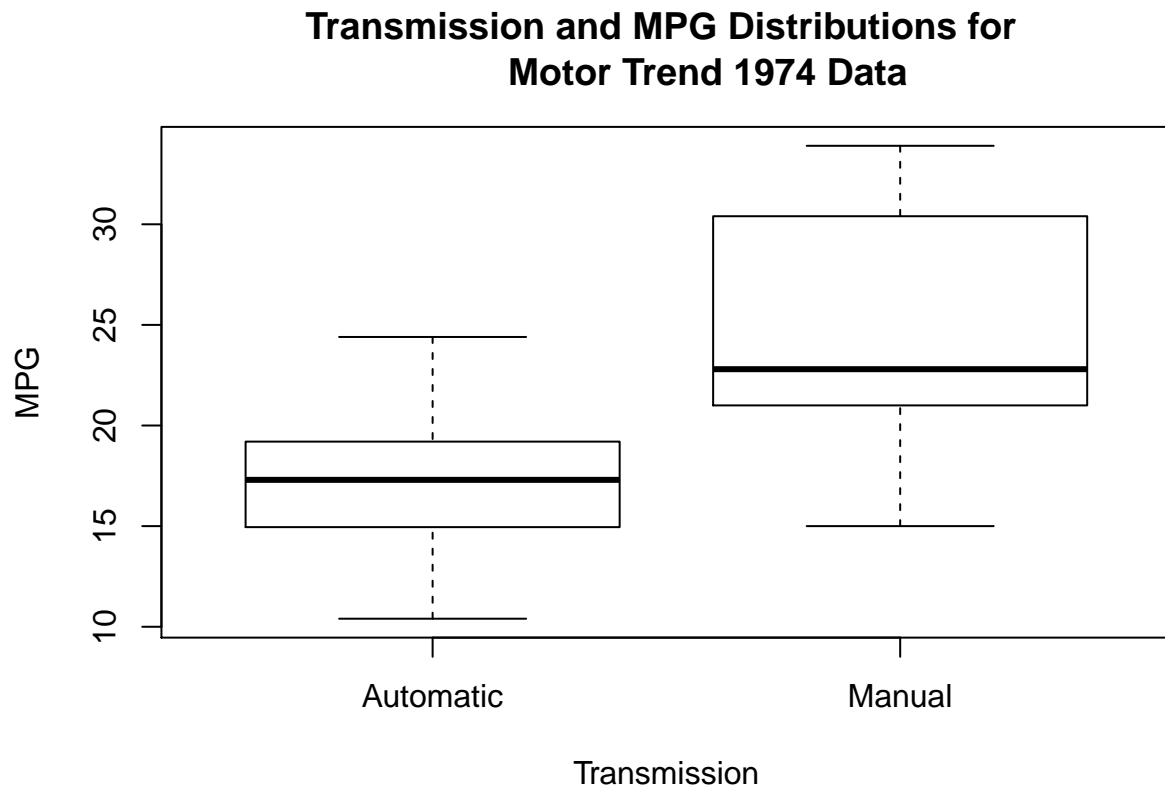 Transmission and MPG Distributions for
Motor Trend 1974 Data
MPG
30
25
20
15
10
Automatic Manual
Transmission